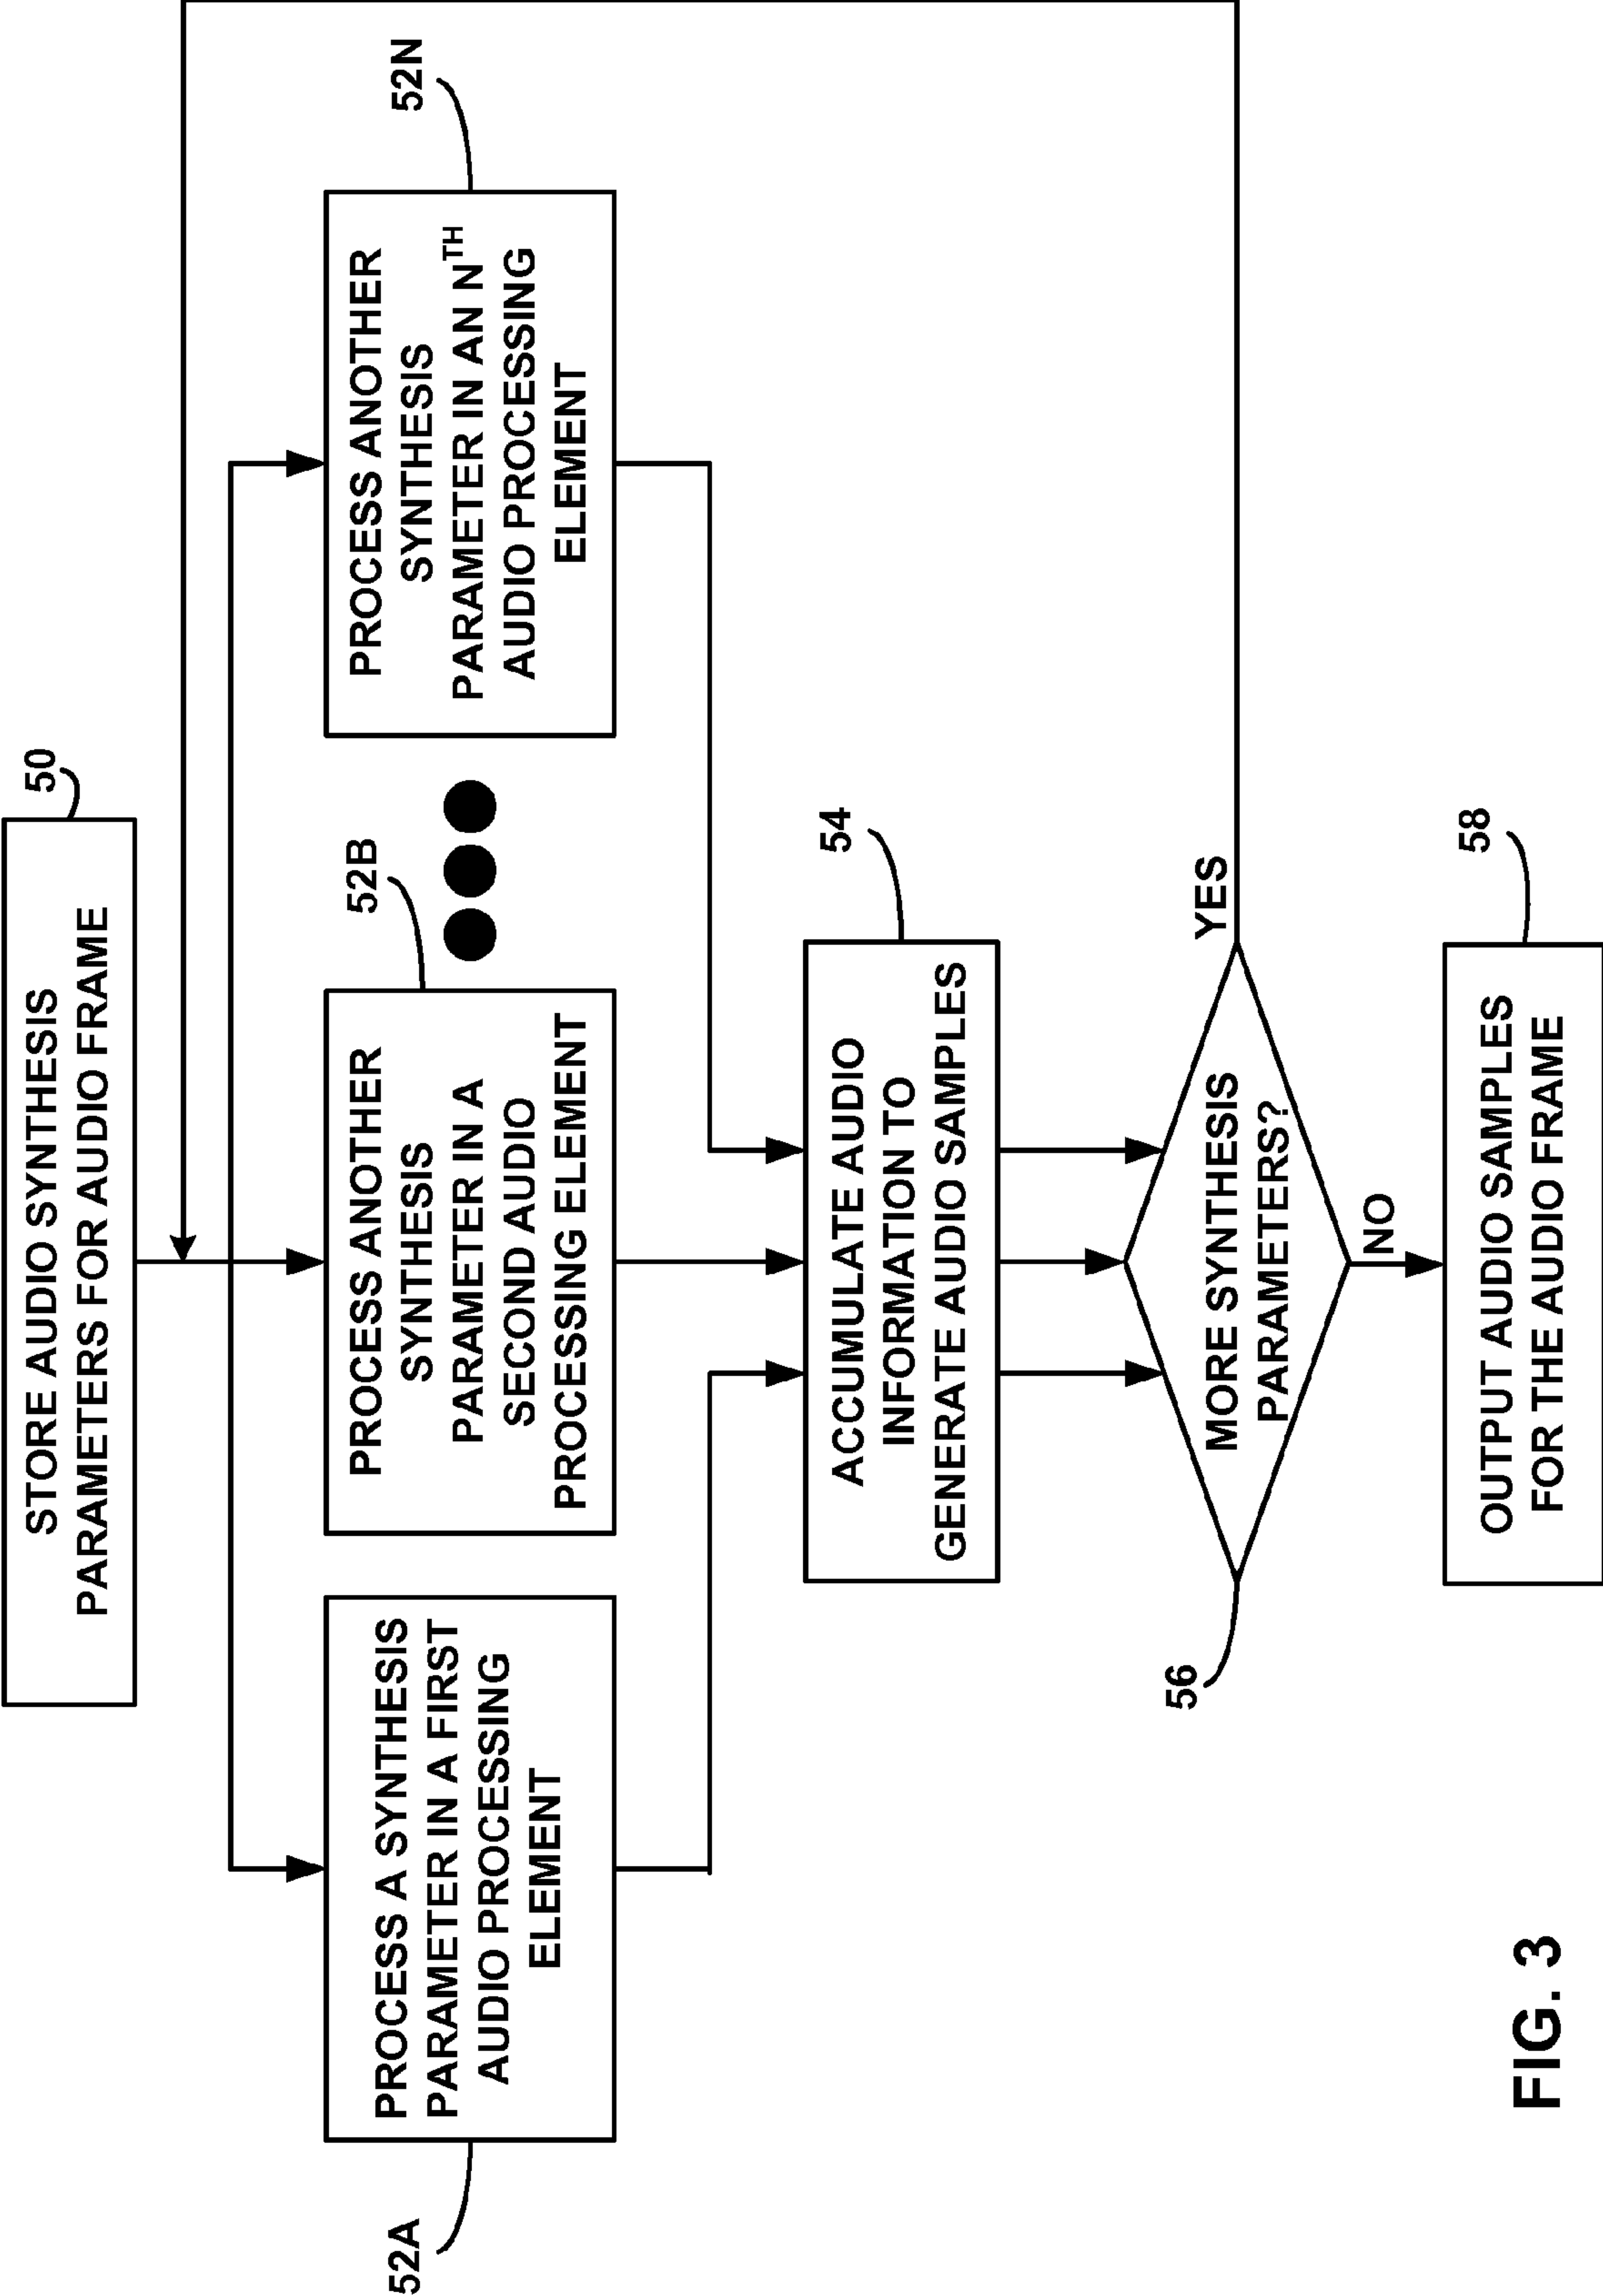 50
STORE AUDIO SYNTHESIS
PARAMETERS FOR AUDIO FRAME
52A
PROCESS A SYNTHESIS
PARAMETER IN A FIRST
AUDIO PROCESSING
ELEMENT
52B
PROCESS ANOTHER
SYNTHESIS
PARAMETER IN A
SECOND AUDIO
PROCESSING ELEMENT
52N
PROCESS ANOTHER
SYNTHESIS
PARAMETER IN AN NTH
AUDIO PROCESSING
ELEMENT
54
ACCUMULATE AUDIO
INFORMATION TO
GENERATE AUDIO SAMPLES
56
MORE SYNTHESIS
PARAMETERS?
YES
NO
58
OUTPUT AUDIO SAMPLES
FOR THE AUDIO FRAME
FIG. 3